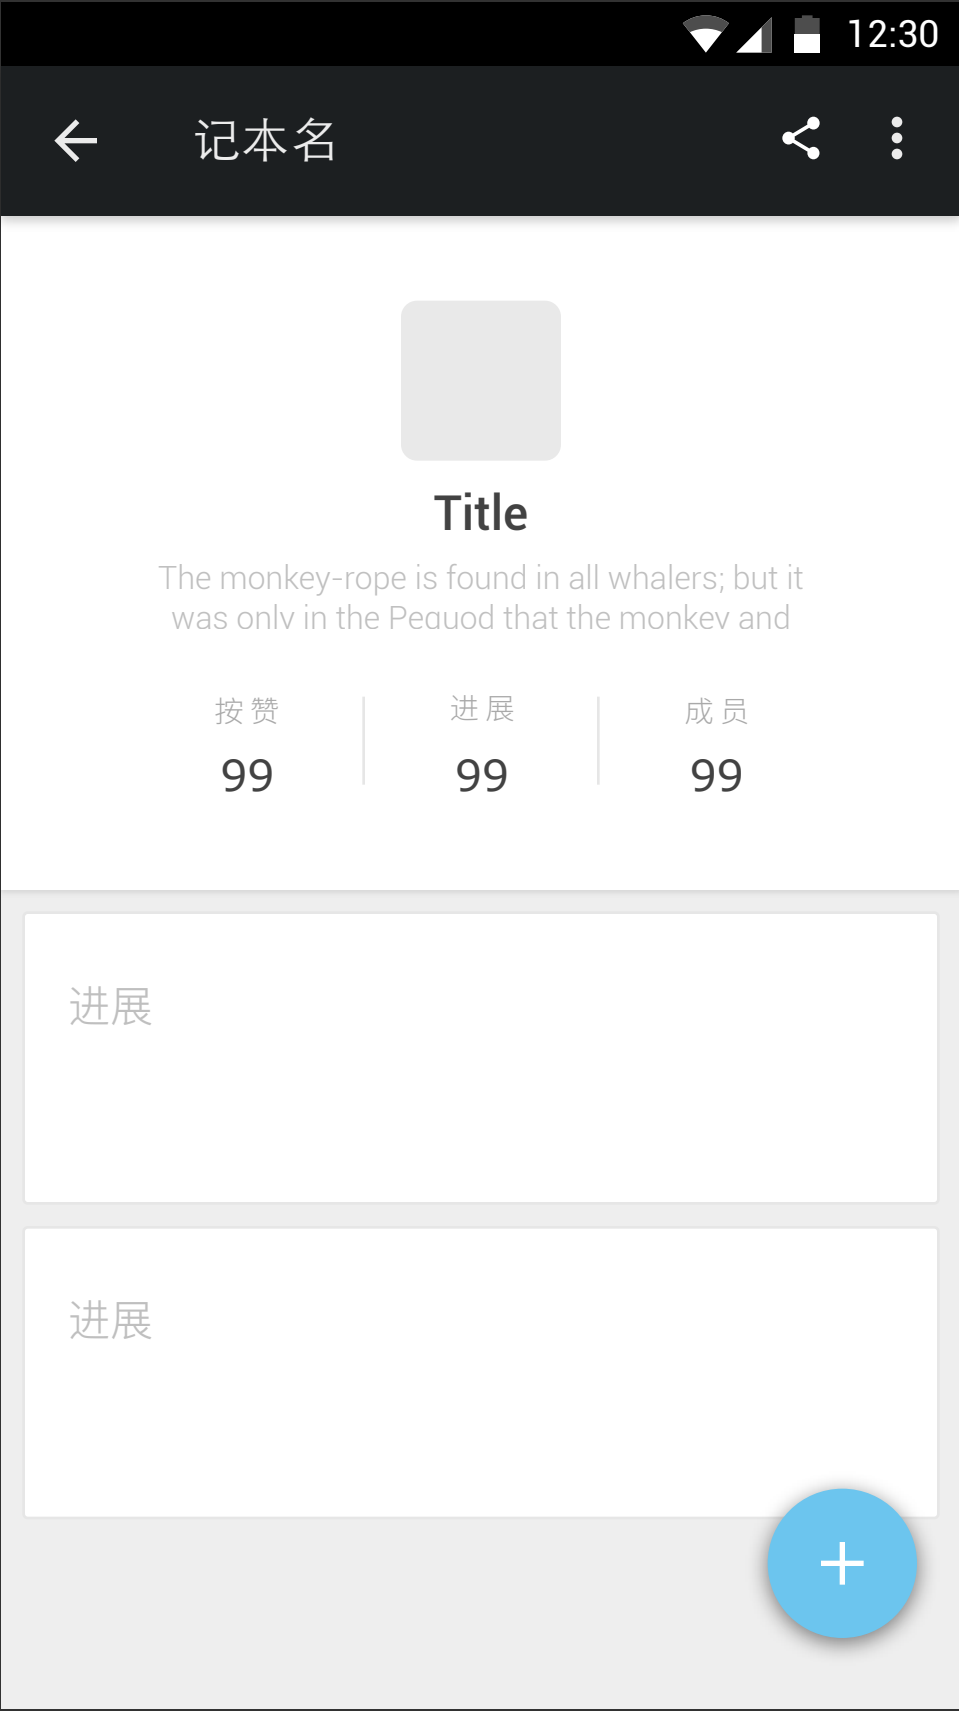 12:30
记本名
Title
The monkey-rope is found in all whalers; but it
was only in the Pequod that the monkey and
按赞 进展 成员
99 99 99
进展
进展